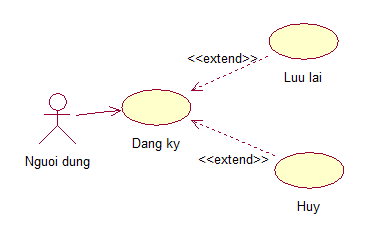 <<extend>>
Luu lai
Nguoi dung
Dang ky
<<extend>>
Huy